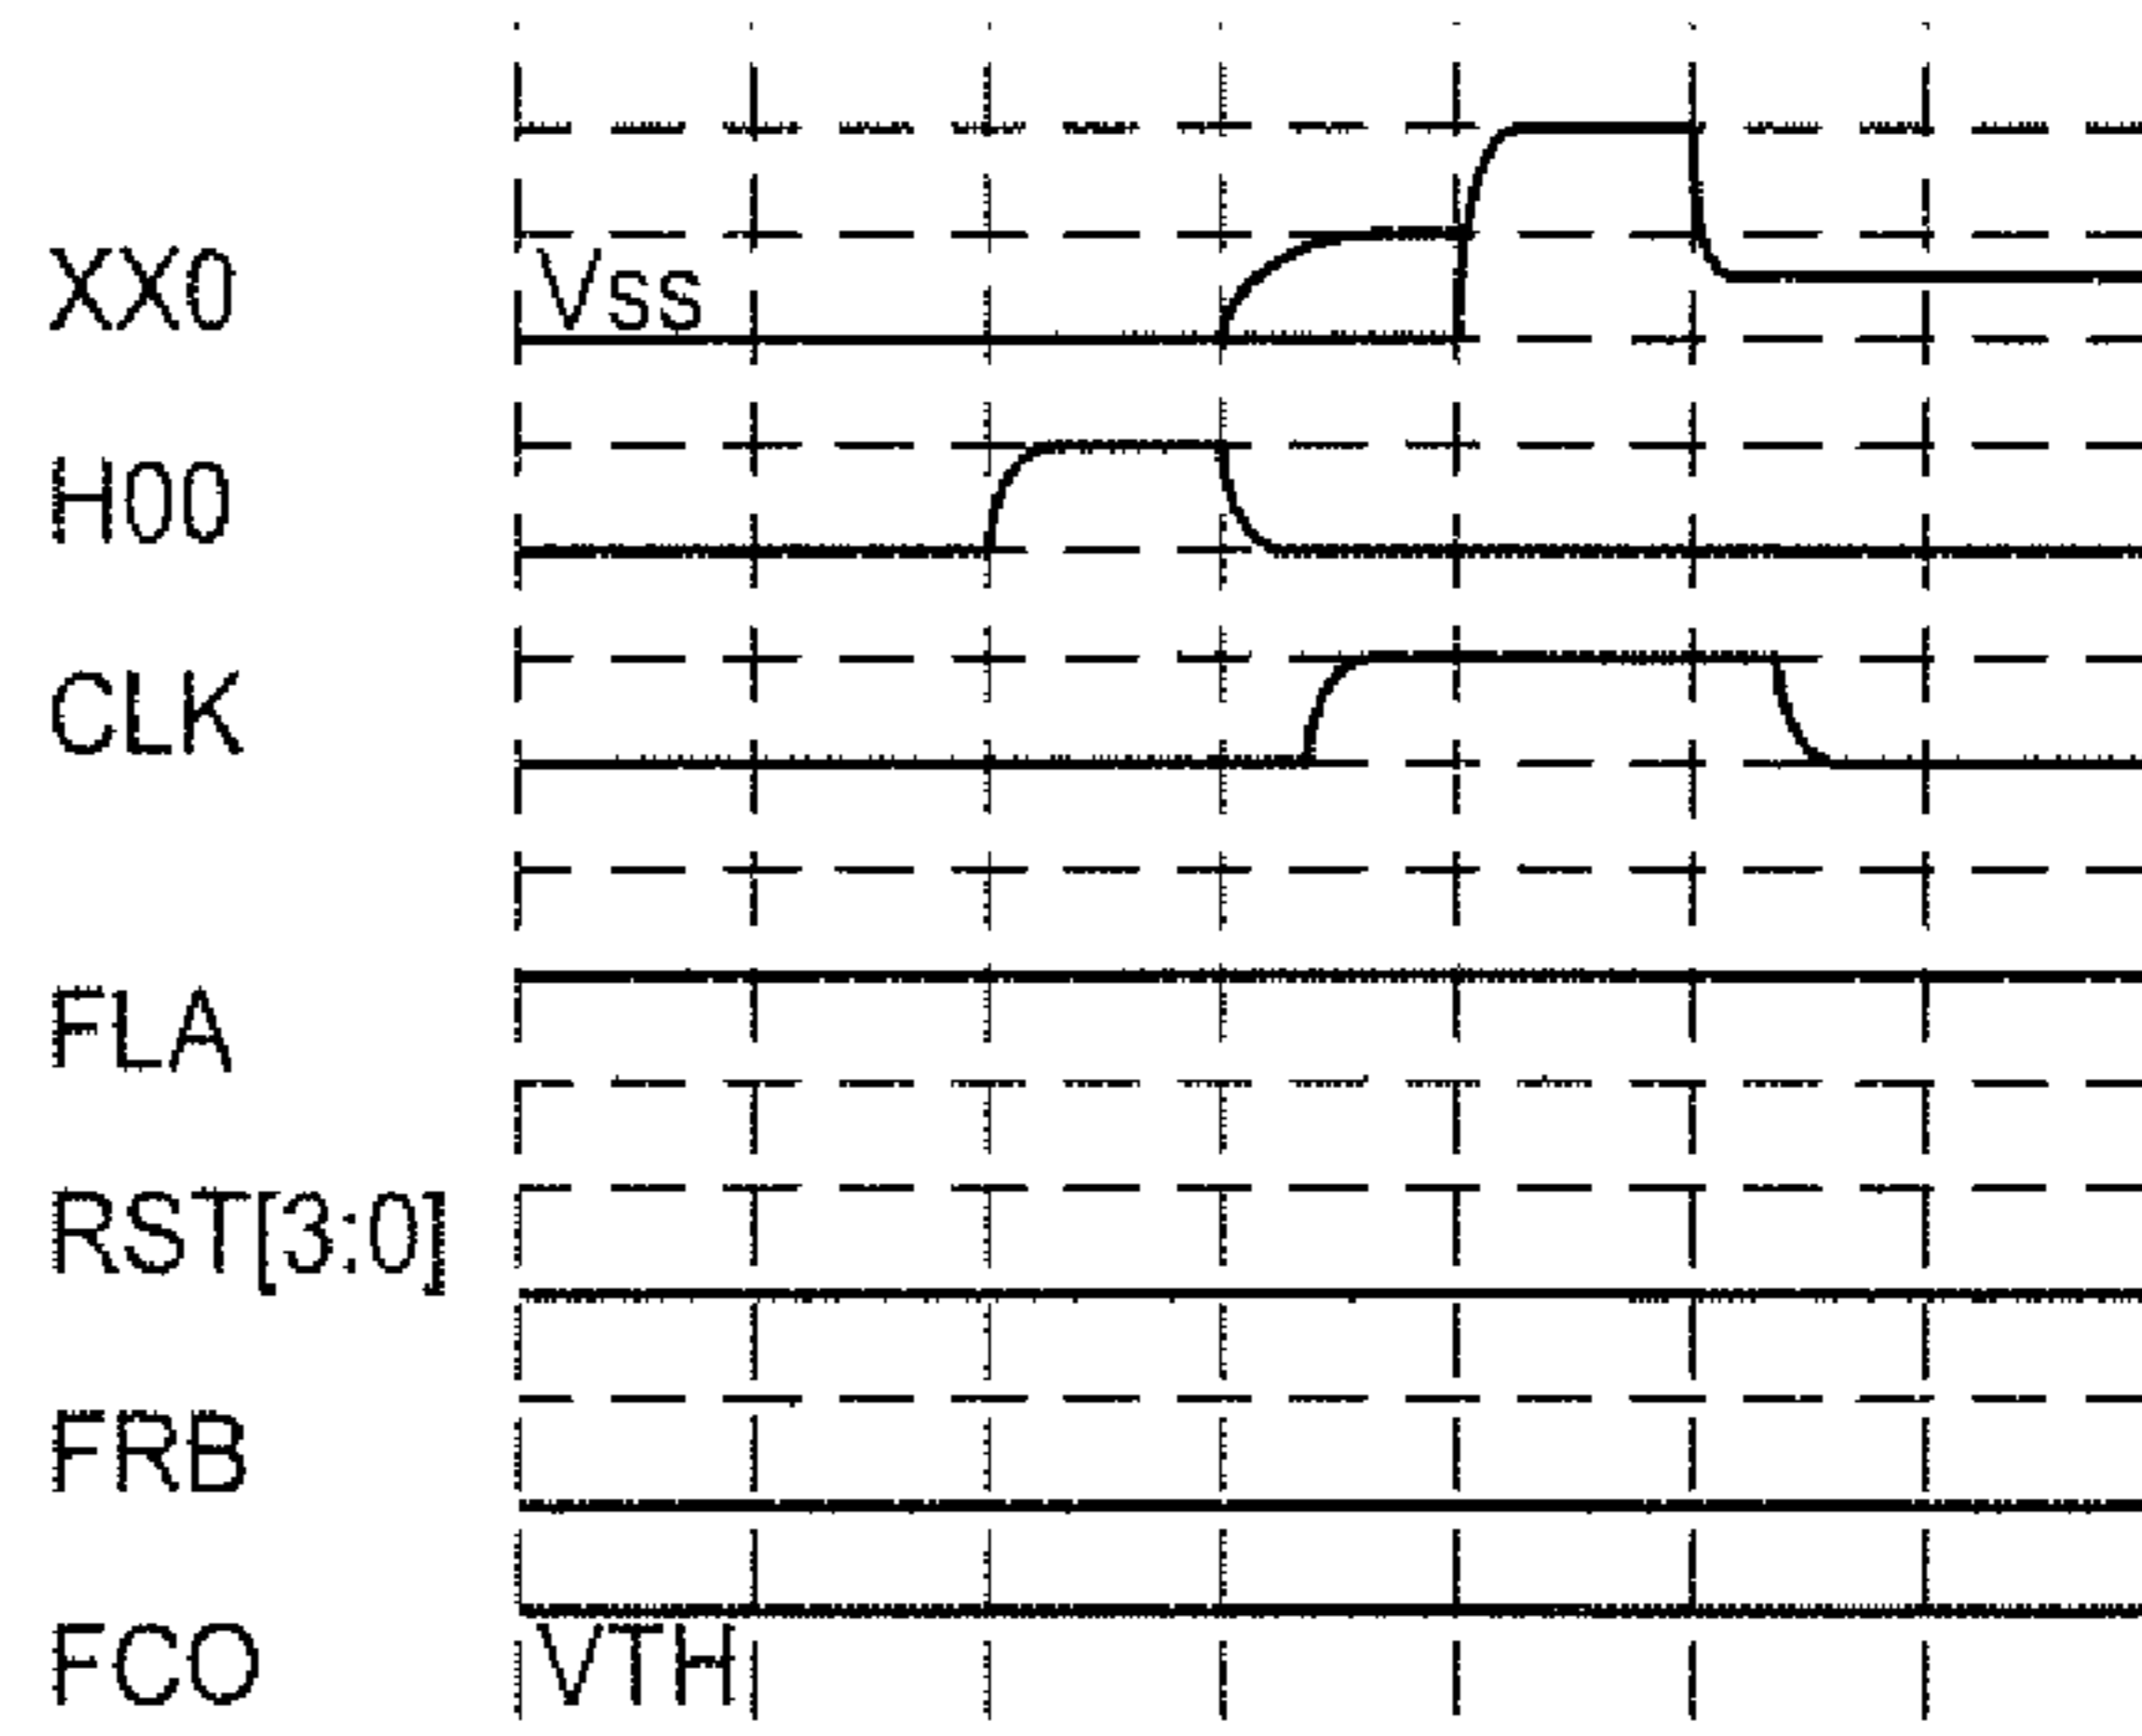 XX0 Vss
H00
CLK
FLA
RST[3:0]
FRB
FCO VTH